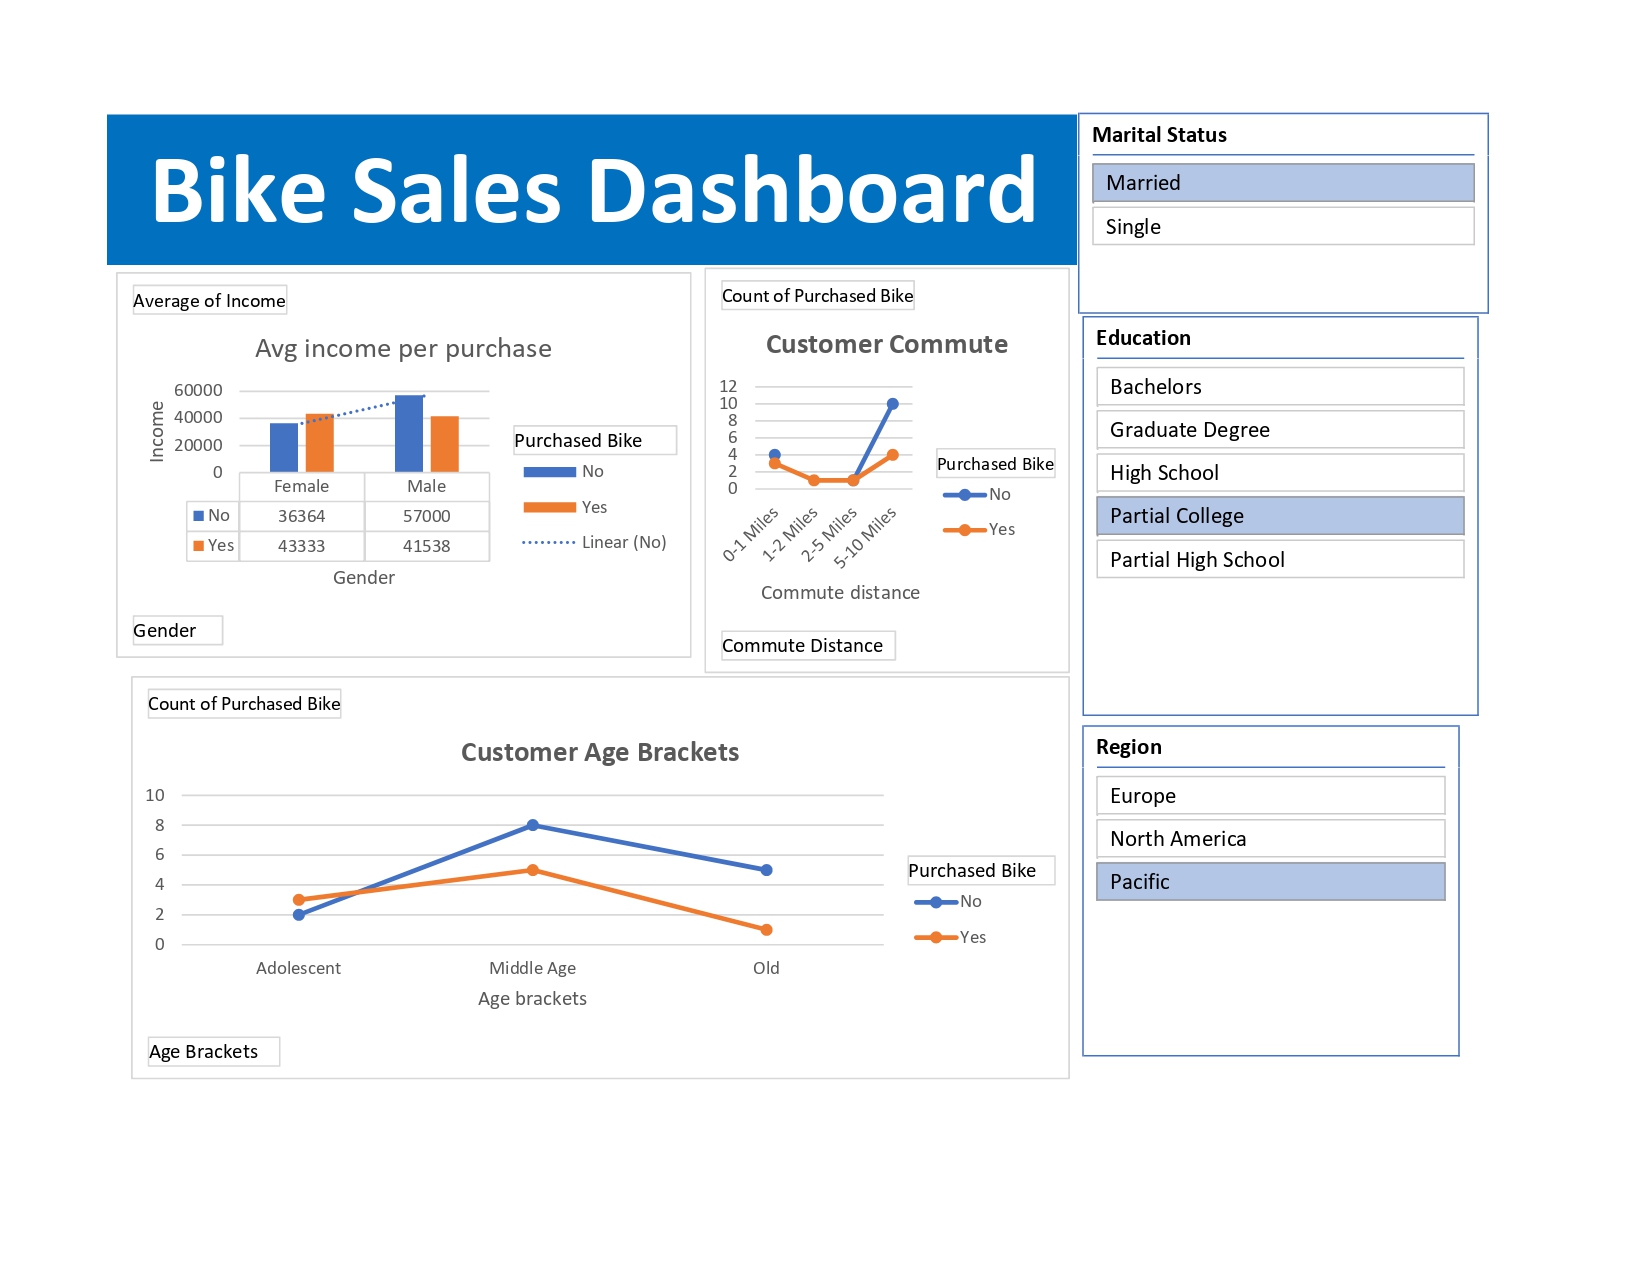 Bike Sales Dashboard
Marital Status
Married
Single
Average of Income
Avg income per purchase
60000
40000
20000
0
Income
Female Male
No 36364 57000
Yes 43333 41538
Gender
Purchased Bike
No
Yes
Linear (No)
Gender
Count of Purchased Bike
Customer Commute
12
10
8
6
4
2
0
0-1 Miles
1-2 Miles
2-5 Miles
5-10 Miles
Commute distance
Purchased Bike
No
Yes
Commute Distance
Education
Bachelors
Graduate Degree
High School
Partial College
Partial High School
Count of Purchased Bike
Customer Age Brackets
10
8
6
4
2
0
Adolescent Middle Age Old
Age brackets
Purchased Bike
No
Yes
Age Brackets
Region
Europe
North America
Pacific